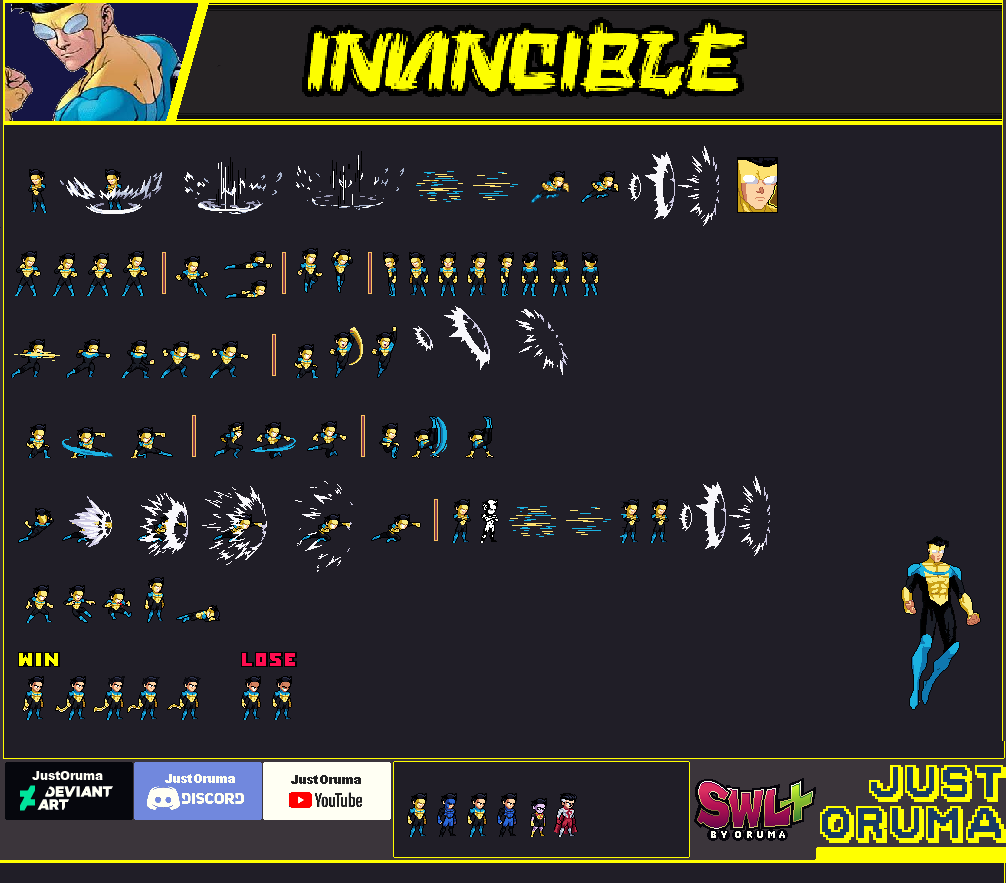 INVINCIBLE
WIN
LOSE
JustOruma
DEVIANT
ART
JustOruma
DISCORD
JustOruma
YouTube
SWL+
BY ORUMA
JUST
ORUMA